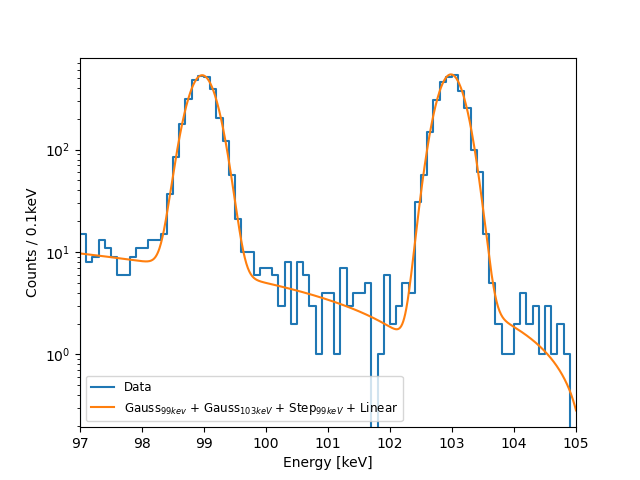 Counts / 0.1keV
10²
10¹
10⁰
Data
Gauss₉₉ₖₑᵥ + Gauss₁₀₃ₖₑV + Step₉₉ₖₑV + Linear
97 98 99 100 101 102 103 104 105
Energy [keV]